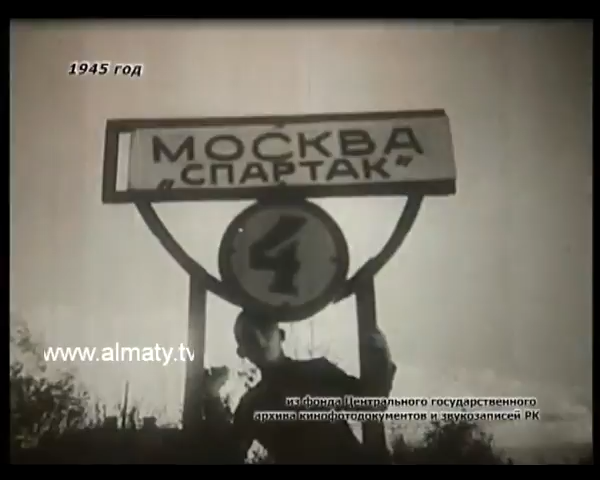 1945 год
МОСКВА
„СПАРТАК"
4
www.almaty.tv
из фонда Центрального государственного
архива кинофотодокументов и звукозаписей РК